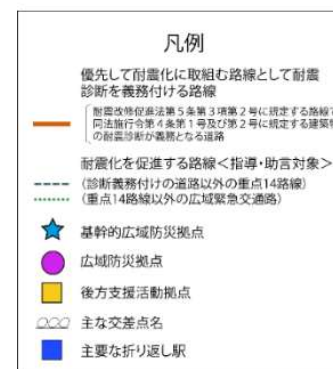 凡例
優先して耐震化に取組む路線として耐震
診断を義務付ける路線
耐震改修促進法第5条第3項第2号に規定する路線で
同法施行令第4条第1号及び第2号に規定する建築物
の耐震診断が義務となる道路
耐震化を促進する路線<指導・助言対象>
(診断義務付けの道路以外の重点14路線)
(重点14路線以外の広域緊急交通路)
基幹的広域防災拠点
広域防災拠点
後方支援活動拠点
○○○ 主な交差点名
主要な折り返し駅